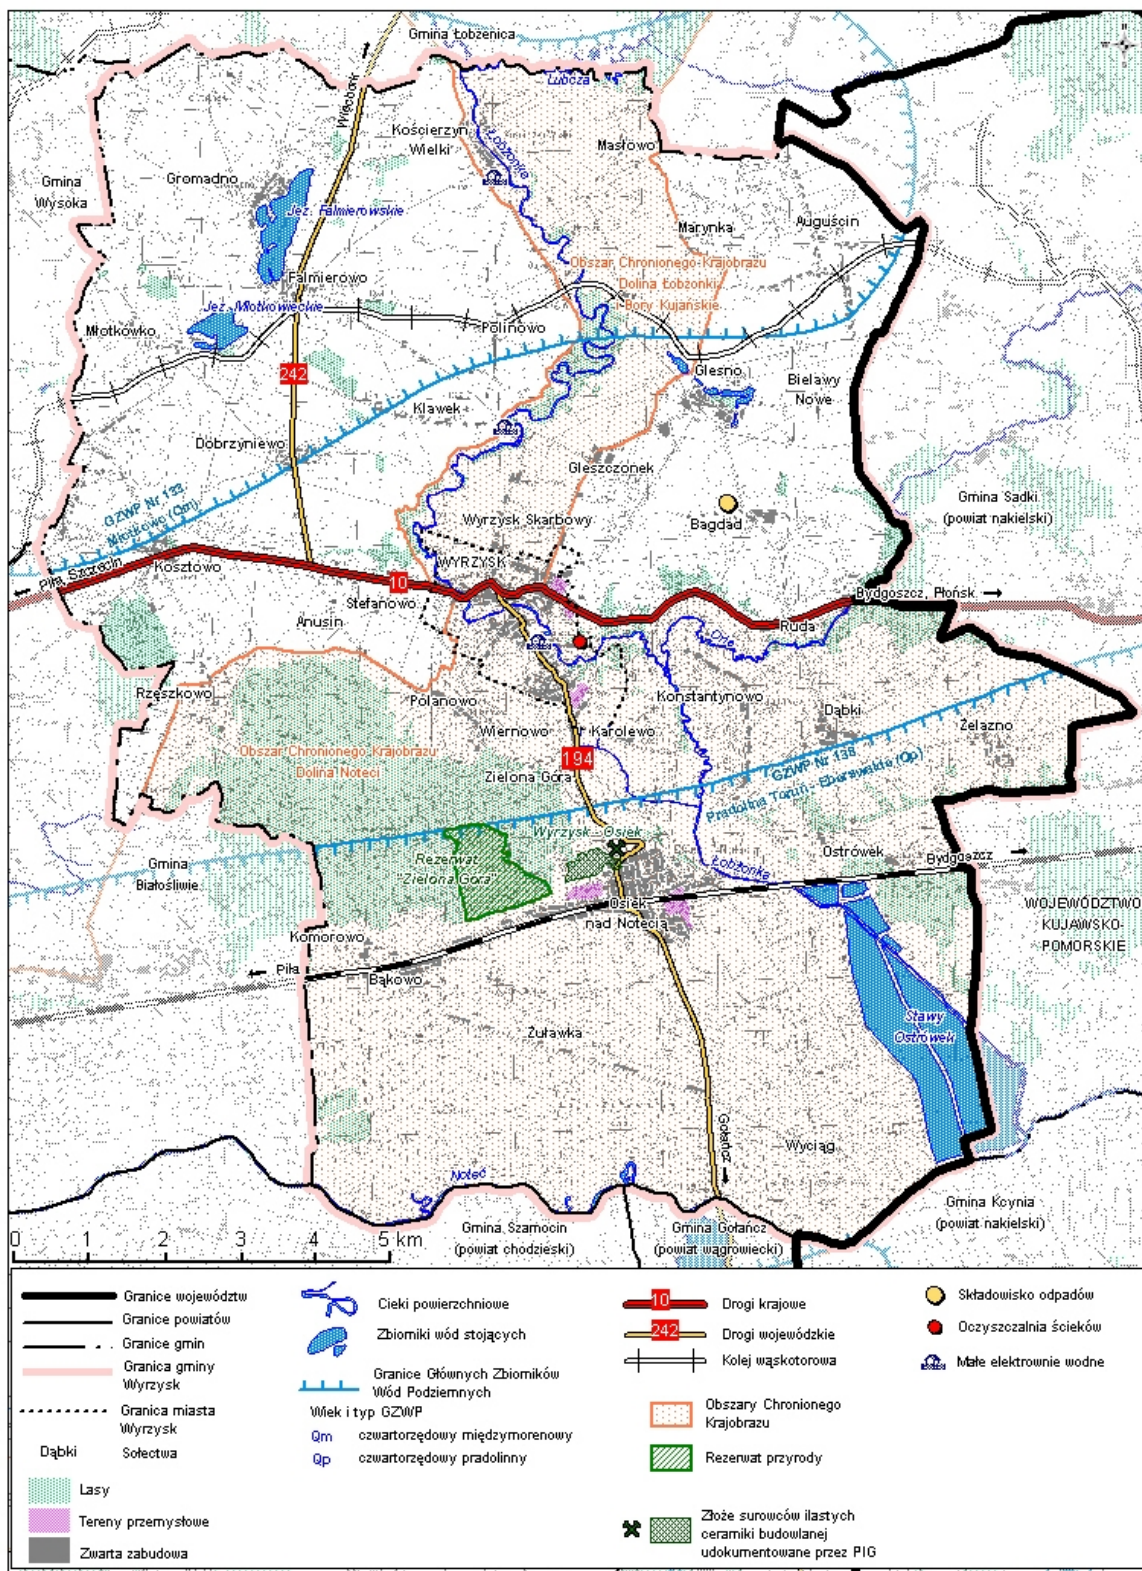 Gmina Łobżenica
N
W
Więcbork
Łobcza
Kościerzyn
Wielki
Łobżonka
Masłowo
Gmina
Wysoka
Gromadno
Jez. Falmierowskie
Marynka
Auguścin
Obszar Chronionego Krajobrazu
Dolina Łobżonki
i Bory Kujańskie
Falmierowo
Jez. Młotkowieckie
Młotkówko
Polinowo
242
Glesno
Bielawy
Nowe
Klawek
Dobrzyniewo
Gleszczonek
GZWP Nr 133
Młotkowo (Qm)
Gmina Sadki
(powiat nakielski)
Wyrzysk Skarbowy
Bagdad
WYRZYSK
Piła Szczecin
Kosztowo
10
Bydgoszcz, Płońsk
Stefanowo
Anusin
Ruda
Orla
Rzęszkowo
Polanowo
Konstantynowo
Dąbki
Żelazno
Wiernowo
Karolewo
Obszar Chronionego Krajobrazu
Dolina Noteci
194
Zielona Góra
GZWP Nr 138
Pradolina Toruń - Eberswalde (Qp)
Wyrzysk - Osiek
Rezerwat
"Zielona Góra"
Gmina
Białośliwie
Ostrówek
Bydgoszcz
Łobżonka
Osiek
nad Notecią
WOJEWÓDZTWO
KUJAWSKO-
POMORSKIE
Komorowo
Piła
Bąkowo
Stawy
Ostrówek
Żuławka
Gołańcz
Wyciąg
Noteć
Gmina Szamocin
(powiat chodzieski)
Gmina Gołańcz
(powiat wągrowiecki)
Gmina Kcynia
(powiat nakielski)
0 1 2 3 4 5 km
Granice województw
Granice powiatów
Granice gmin
Granica gminy
Wyrzysk
Granica miasta
Wyrzysk
Dąbki Sołectwa
Lasy
Tereny przemysłowe
Zwarta zabudowa
Cieki powierzchniowe
Zbiorniki wód stojących
Granice Głównych Zbiorników
Wód Podziemnych
Wiek i typ GZWP
Qm czwartorzędowy międzymorenowy
Qp czwartorzędowy pradolinny
10 Drogi krajowe
242 Drogi wojewódzkie
Kolej wąskotorowa
Obszary Chronionego
Krajobrazu
Rezerwat przyrody
Złoże surowców ilastych
ceramiki budowlanej
udokumentowane przez PIG
Składowisko odpadów
Oczyszczalnia ścieków
Małe elektrownie wodne